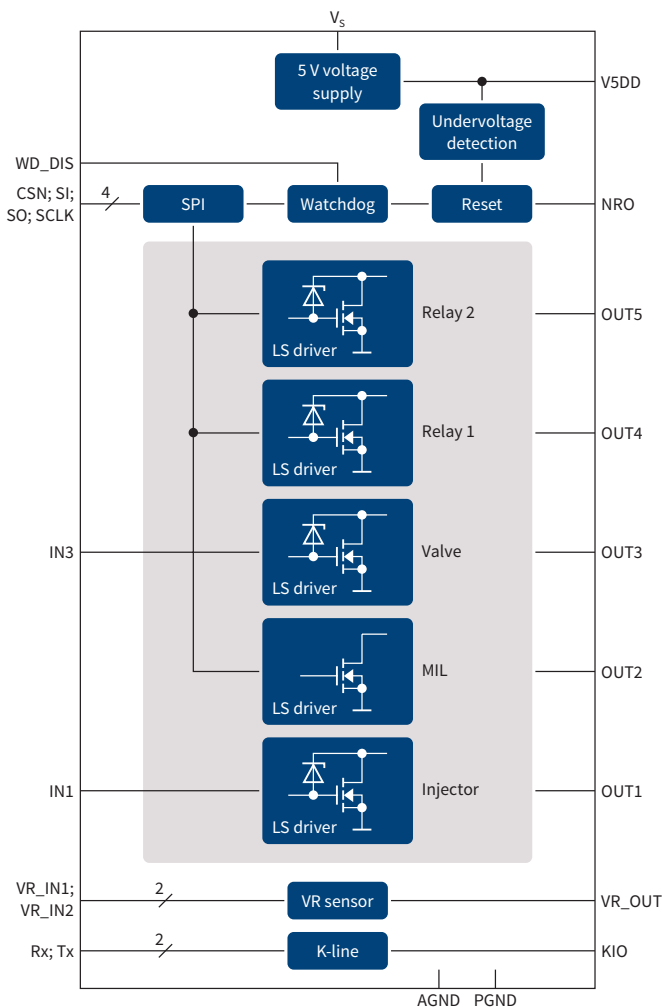 Vs
5 V voltage
supply
V5DD
Undervoltage
detection
WD_DIS
CSN; SI;
SO; SCLK
4
SPI
Watchdog
Reset
NRO
LS driver
Relay 2
OUT5
LS driver
Relay 1
OUT4
IN3
LS driver
Valve
OUT3
LS driver
MIL
OUT2
IN1
LS driver
Injector
OUT1
VR_IN1;
VR_IN2
2
VR sensor
VR_OUT
Rx; Tx
2
K-line
KIO
AGND
PGND